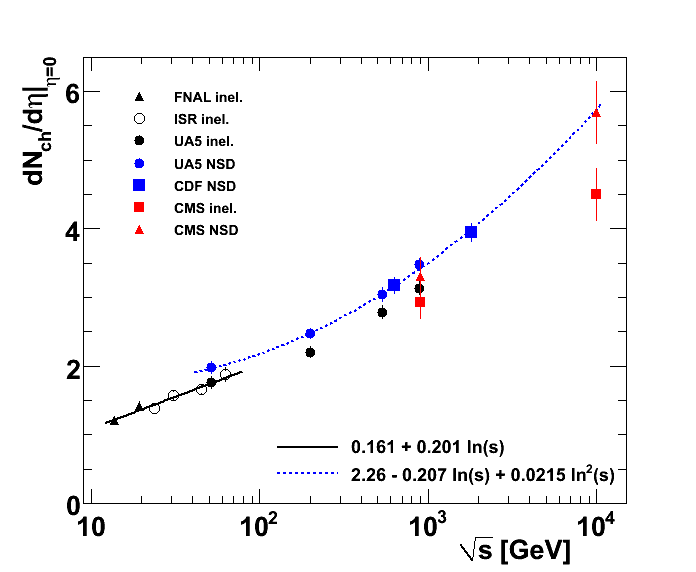 dN_ch/dη|_η=0
6
FNAL inel.
ISR inel.
UA5 inel.
UA5 NSD
CDF NSD
CMS inel.
CMS NSD
4
2
0.161 + 0.201 ln(s)
2.26 - 0.207 ln(s) + 0.0215 ln²(s)
0
10 10² 10³ 10⁴
√s [GeV]